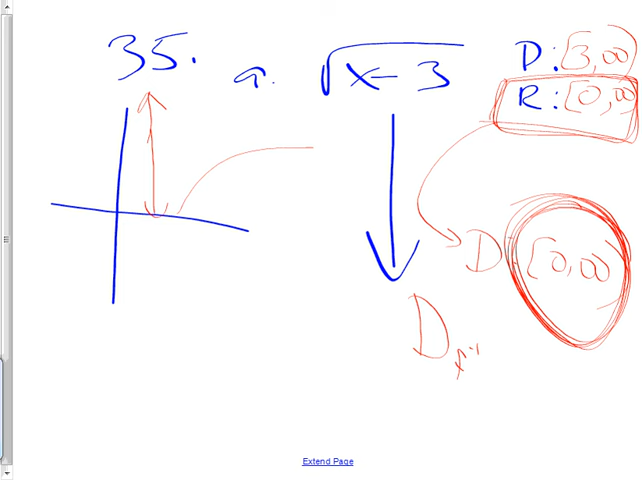 35. a. √x-3 D: [3,∞)
R: [0,∞)
D [0,∞)
D
Extend Page